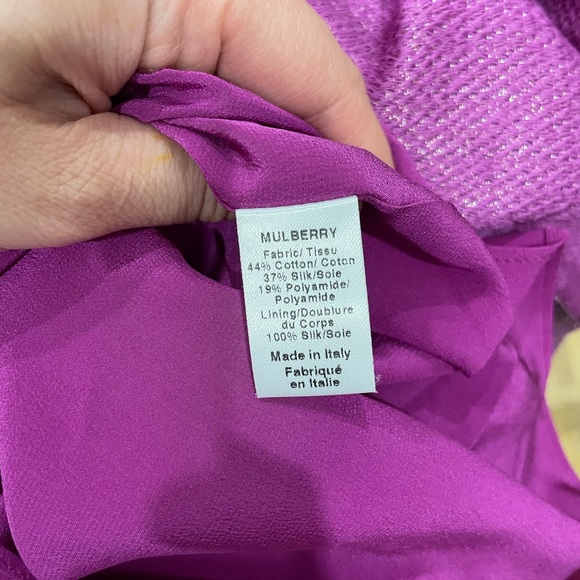 MULBERRY
Fabric/ Tissu
44% Cotton/ Coton
37% Silk/Soie
19% Polyamide/
Polyamide
Lining/Doublure
du Corps
100% Silk/Soie
Made in Italy
Fabriqué
en Italie